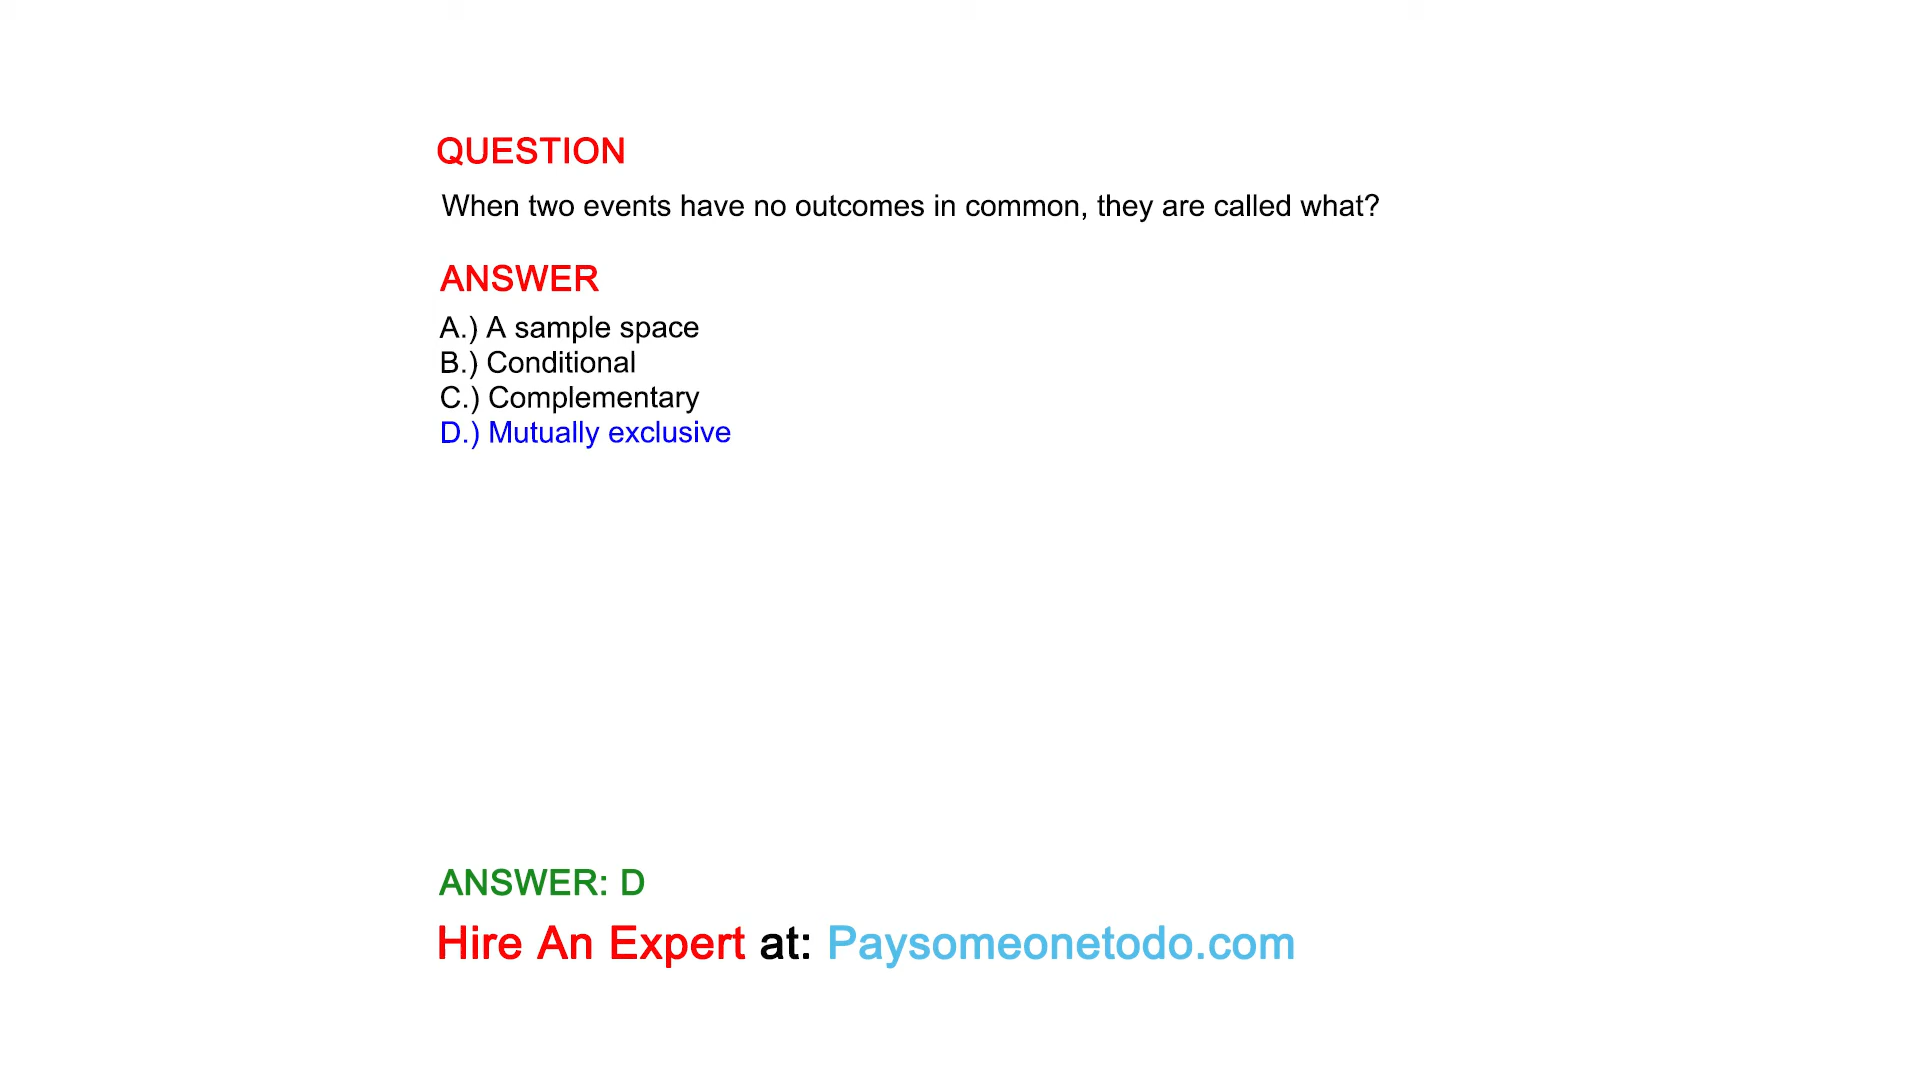 QUESTION
When two events have no outcomes in common, they are called what?
ANSWER
A.) A sample space
B.) Conditional
C.) Complementary
D.) Mutually exclusive
ANSWER: D
Hire An Expert at: Paysomeonetodo.com